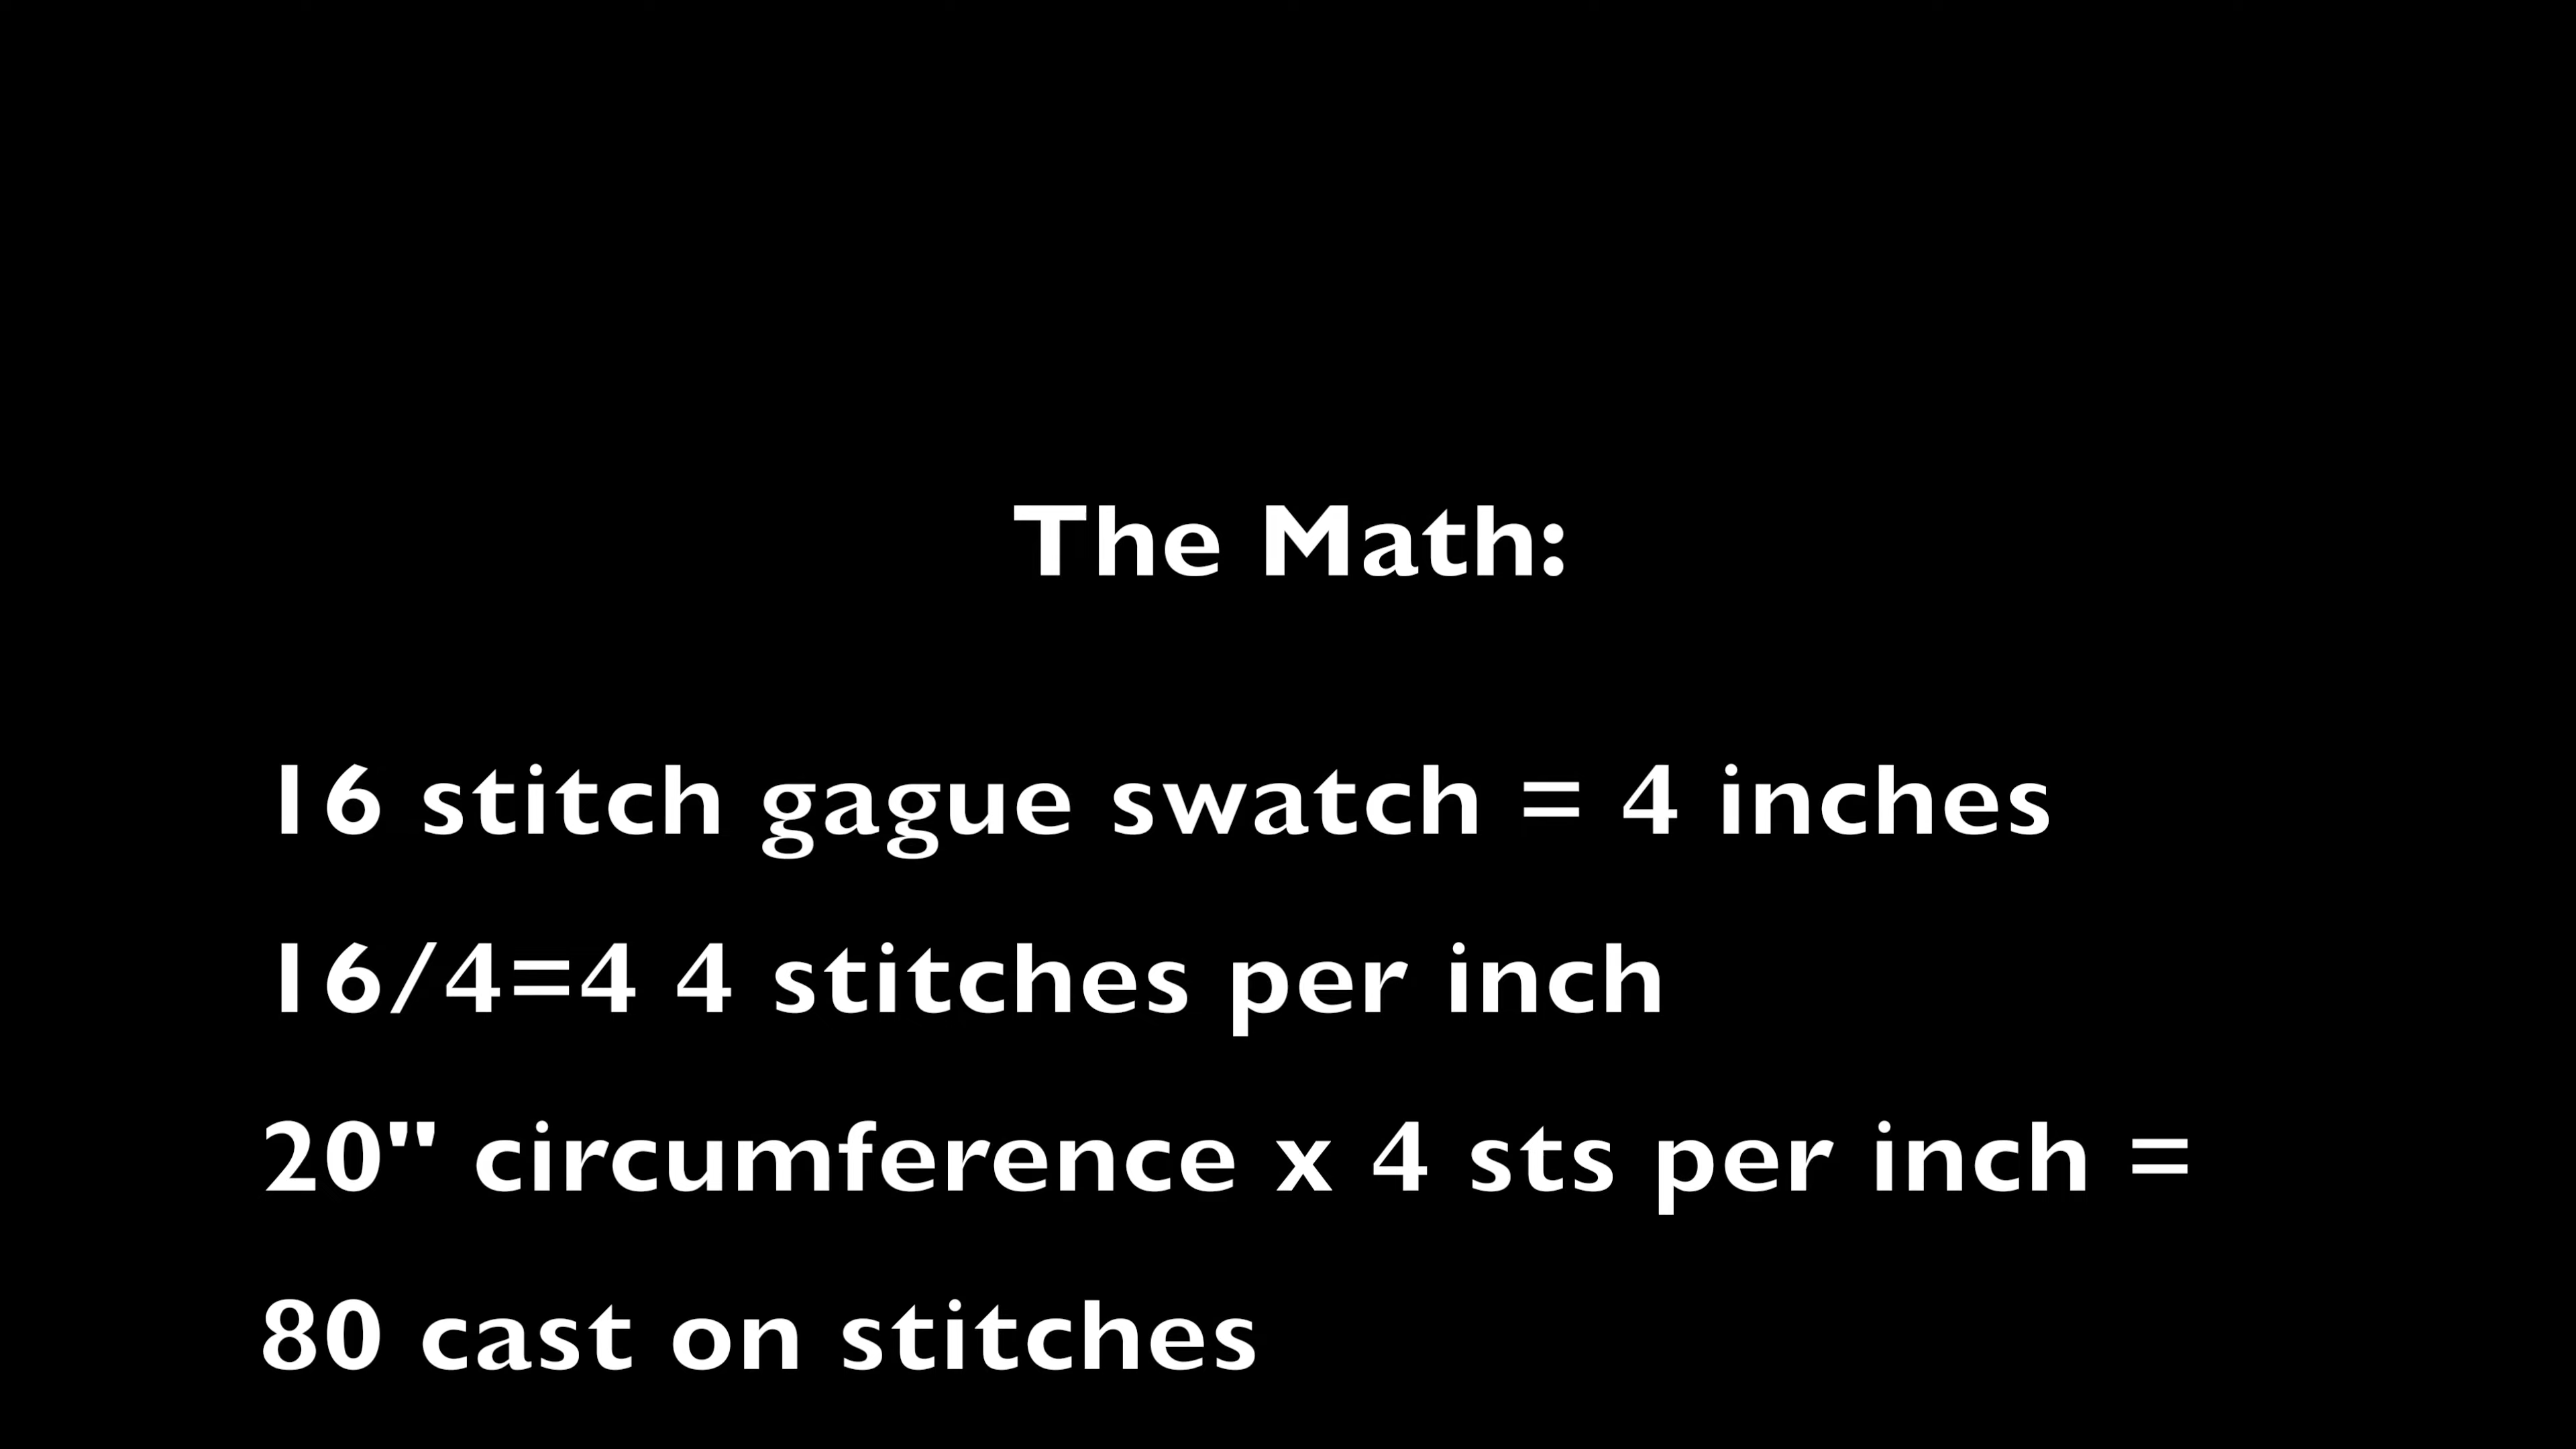 The Math:
16 stitch gague swatch = 4 inches
16/4=4 4 stitches per inch
20" circumference x 4 sts per inch =
80 cast on stitches